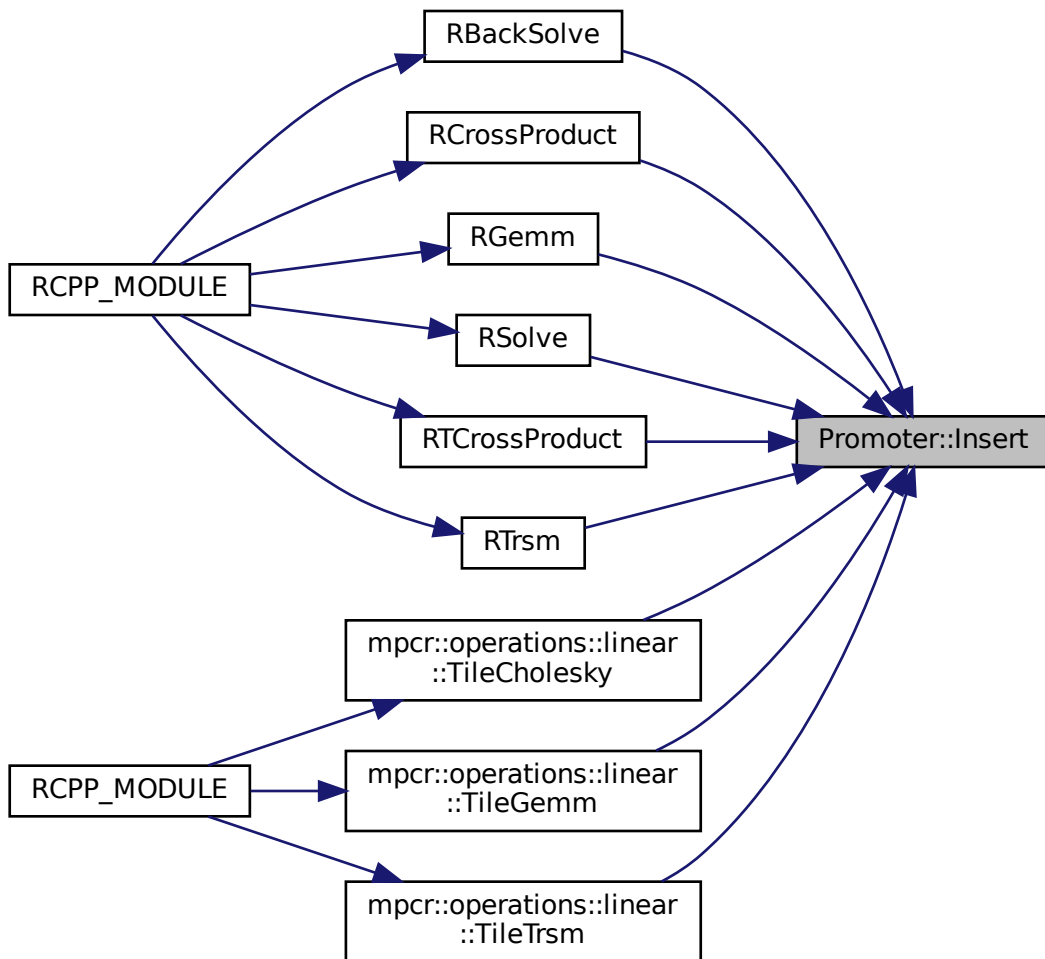 RBackSolve
RCrossProduct
RGemm
RCPP_MODULE
RSolve
RTCrossProduct
Promoter::Insert
RTrsm
mpcr::operations::linear
::TileCholesky
RCPP_MODULE
mpcr::operations::linear
::TileGemm
mpcr::operations::linear
::TileTrsm